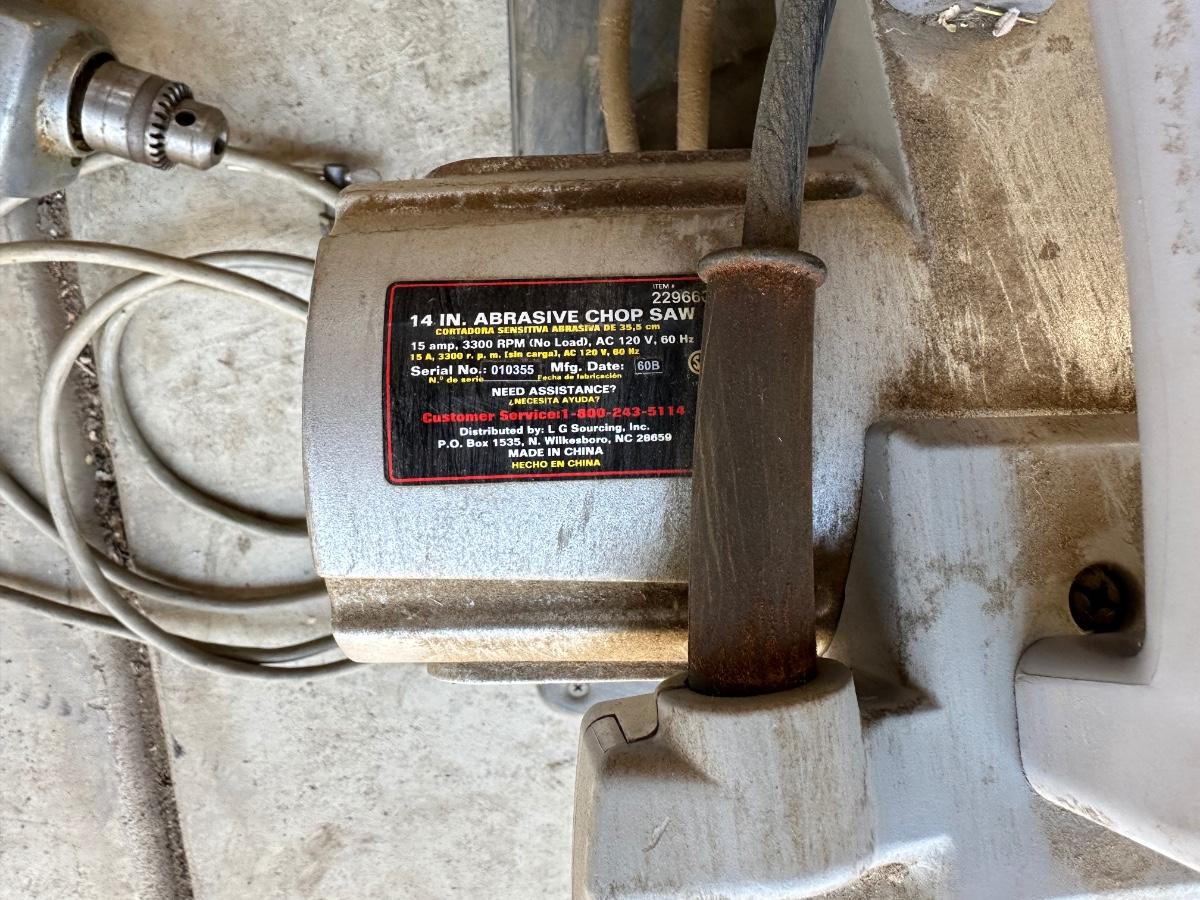 ITEM #
22966
14 IN. ABRASIVE CHOP SAW
CORTADORA SENSITIVA ABRASIVA DE 35,5 cm
15 amp, 3300 RPM (No Load), AC 120 V, 60 Hz
15 A, 3300 r. p. m. [sin carga], AC 120 V, 60 Hz
Serial No.: 010355 Mfg. Date: 60B
N.º de serie Fecha de fabricación
NEED ASSISTANCE?
¿NECESITA AYUDA?
Customer Service:1-800-243-5114
Distributed by: L G Sourcing, Inc.
P.O. Box 1535, N. Wilkesboro, NC 28659
MADE IN CHINA
HECHO EN CHINA